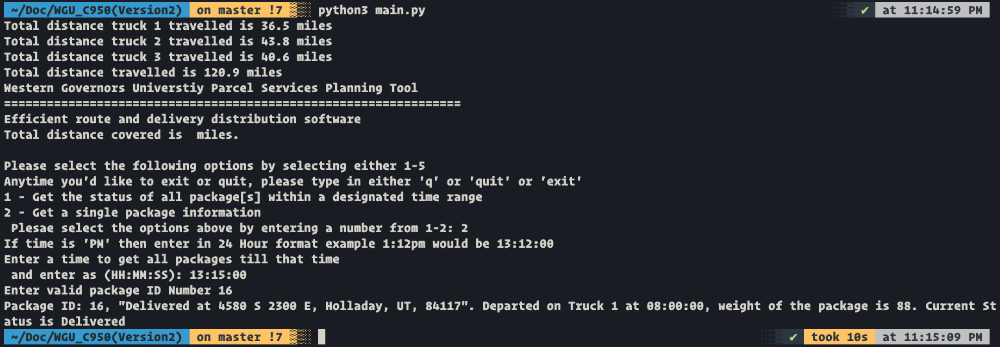 ~/Doc/WGU_C950(Version2) on master !7 python3 main.py ✔ at 11:14:59 PM
Total distance truck 1 travelled is 36.5 miles
Total distance truck 2 travelled is 43.8 miles
Total distance truck 3 travelled is 40.6 miles
Total distance travelled is 120.9 miles
Western Governors Universtiy Parcel Services Planning Tool
================================================================
Efficient route and delivery distribution software
Total distance covered is  miles.

Please select the following options by selecting either 1-5
Anytime you'd like to exit or quit, please type in either 'q' or 'quit' or 'exit'
1 - Get the status of all package[s] within a designated time range
2 - Get a single package information
 Plesae select the options above by entering a number from 1-2: 2
If time is 'PM' then enter in 24 Hour format example 1:12pm would be 13:12:00
Enter a time to get all packages till that time
 and enter as (HH:MM:SS): 13:15:00
Enter valid package ID Number 16
Package ID: 16, "Delivered at 4580 S 2300 E, Holladay, UT, 84117". Departed on Truck 1 at 08:00:00, weight of the package is 88. Current St
atus is Delivered
~/Doc/WGU_C950(Version2) on master !7 ✔ took 10s at 11:15:09 PM